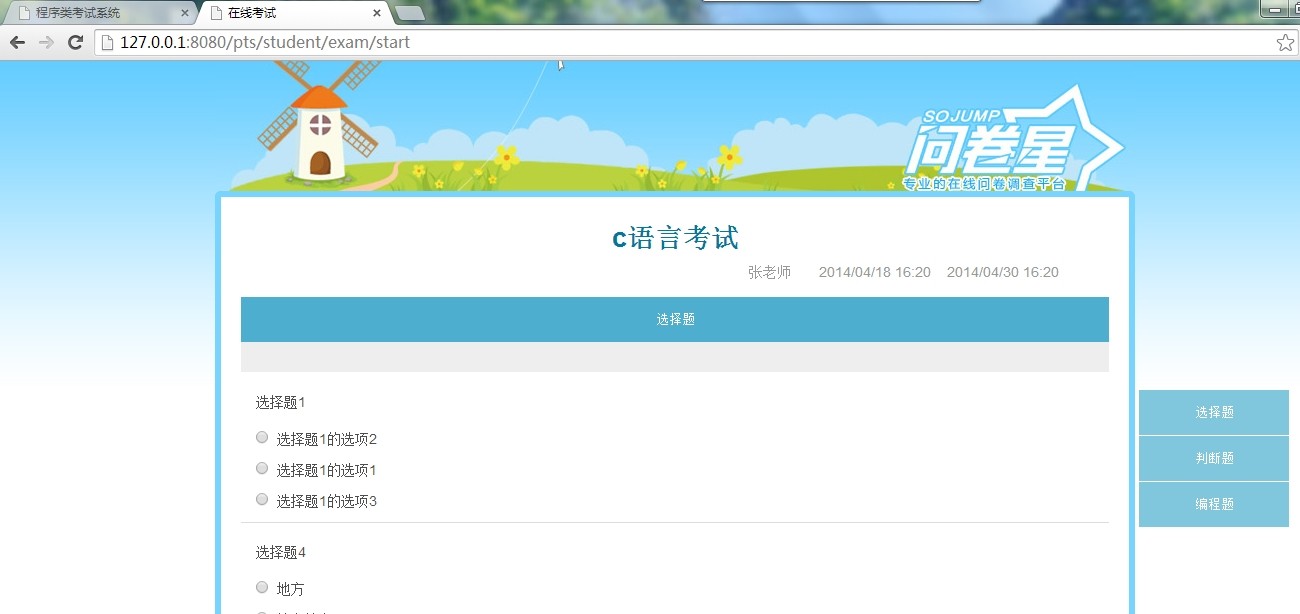 程序类考试系统
在线考试
127.0.0.1:8080/pts/student/exam/start
SOJUMP
问卷星
专业的在线问卷调查平台
c语言考试
张老师 2014/04/18 16:20 2014/04/30 16:20
选择题
选择题1
选择题1的选项2
选择题1的选项1
选择题1的选项3
选择题4
地方
选择题
判断题
编程题